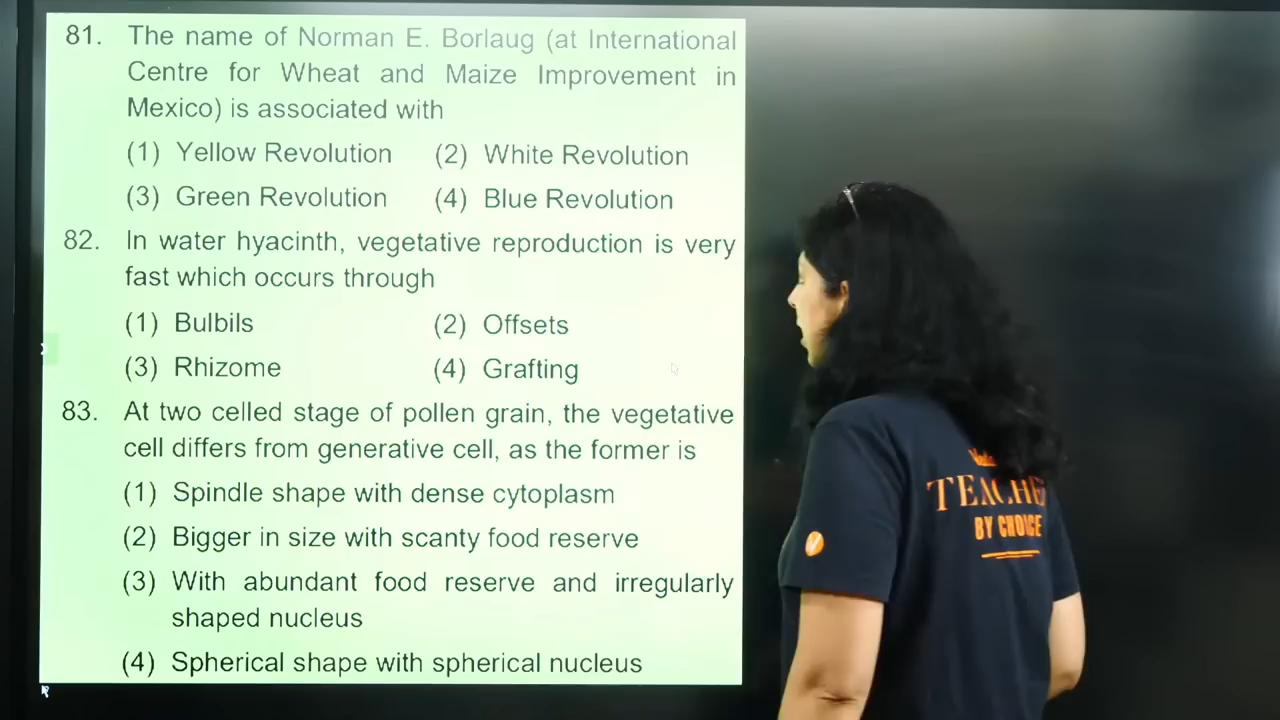 81. The name of Norman E. Borlaug (at International
Centre for Wheat and Maize Improvement in
Mexico) is associated with
(1) Yellow Revolution (2) White Revolution
(3) Green Revolution (4) Blue Revolution
82. In water hyacinth, vegetative reproduction is very
fast which occurs through
(1) Bulbils (2) Offsets
(3) Rhizome (4) Grafting
83. At two celled stage of pollen grain, the vegetative
cell differs from generative cell, as the former is
(1) Spindle shape with dense cytoplasm
(2) Bigger in size with scanty food reserve
(3) With abundant food reserve and irregularly
shaped nucleus
(4) Spherical shape with spherical nucleus
BY CHOICE